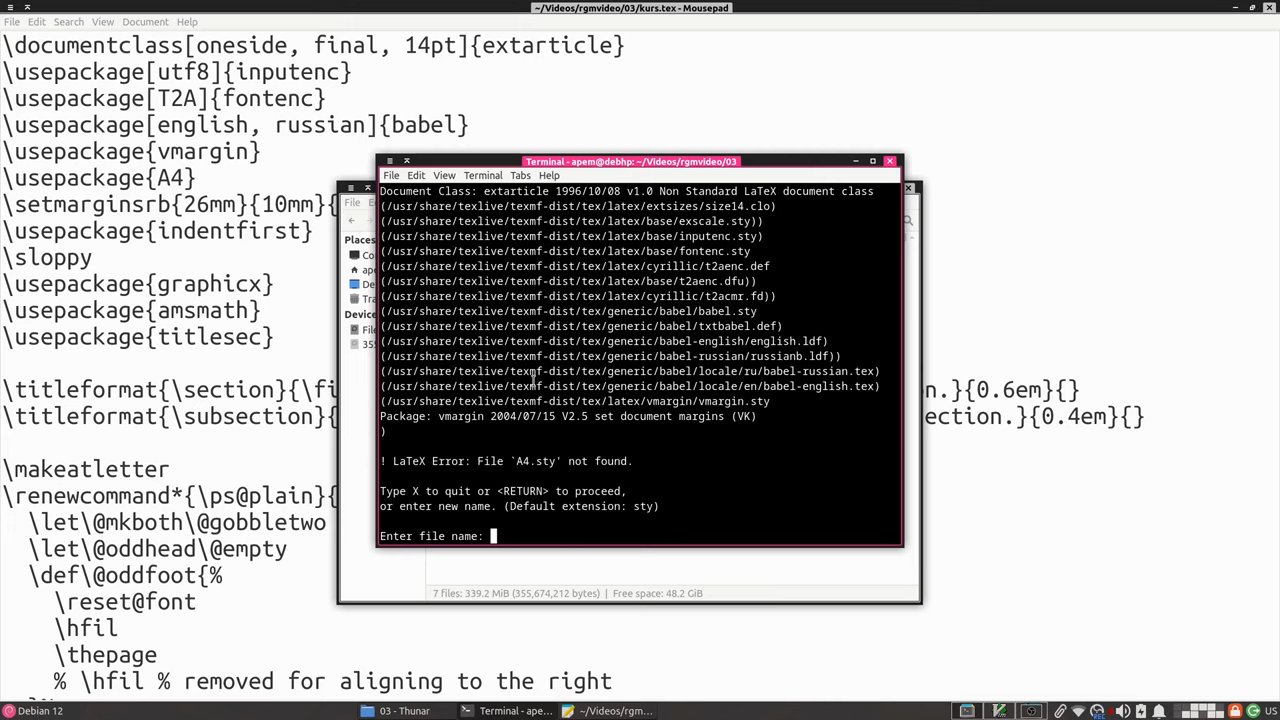 ~/Videos/rgmvideo/03/kurs.tex - Mousepad
File Edit Search View Document Help
\documentclass[oneside, final, 14pt]{extarticle}
\usepackage[utf8]{inputenc}
\usepackage[T2A]{fontenc}
\usepackage[english, russian]{babel}
\usepackage{vmargin}
\usepackage{A4}
\setmarginsrb{26mm}{10mm}{
\usepackage{indentfirst}
\sloppy
\usepackage{graphicx}
\usepackage{amsmath}
\usepackage{titlesec}
\titleformat{\section}{\fi
ction.}{0.6em}{}
\titleformat{\subsection}{
section.}{0.4em}{}
\makeatletter
\renewcommand*{\ps@plain}{
\let\@mkboth\@gobbletwo
\let\@oddhead\@empty
\def\@oddfoot{%
\reset@font
\hfil
\thepage
% \hfil % removed for aligning to the right
File
Places
Devic
7 files: 339.2 MiB (355,674,212 bytes) | Free space: 48.2 GiB
Terminal - apem@debhp: ~/Videos/rgmvideo/03
File Edit View Terminal Tabs Help
Document Class: extarticle 1996/10/08 v1.0 Non Standard LaTeX document class
(/usr/share/texlive/texmf-dist/tex/latex/extsizes/size14.clo)
(/usr/share/texlive/texmf-dist/tex/latex/base/exscale.sty))
(/usr/share/texlive/texmf-dist/tex/latex/base/inputenc.sty)
(/usr/share/texlive/texmf-dist/tex/latex/base/fontenc.sty
(/usr/share/texlive/texmf-dist/tex/latex/cyrillic/t2aenc.def
(/usr/share/texlive/texmf-dist/tex/latex/base/t2aenc.dfu))
(/usr/share/texlive/texmf-dist/tex/latex/cyrillic/t2acmr.fd))
(/usr/share/texlive/texmf-dist/tex/generic/babel/babel.sty
(/usr/share/texlive/texmf-dist/tex/generic/babel/txtbabel.def)
(/usr/share/texlive/texmf-dist/tex/generic/babel-english/english.ldf)
(/usr/share/texlive/texmf-dist/tex/generic/babel-russian/russianb.ldf))
(/usr/share/texlive/texmf-dist/tex/generic/babel/locale/ru/babel-russian.tex)
(/usr/share/texlive/texmf-dist/tex/generic/babel/locale/en/babel-english.tex)
(/usr/share/texlive/texmf-dist/tex/latex/vmargin/vmargin.sty
Package: vmargin 2004/07/15 V2.5 set document margins (VK)
)
! LaTeX Error: File `A4.sty' not found.
Type X to quit or <RETURN> to proceed,
or enter new name. (Default extension: sty)
Enter file name:
Debian 12
03 - Thunar
Terminal - ape...
~/Videos/rgm...
US